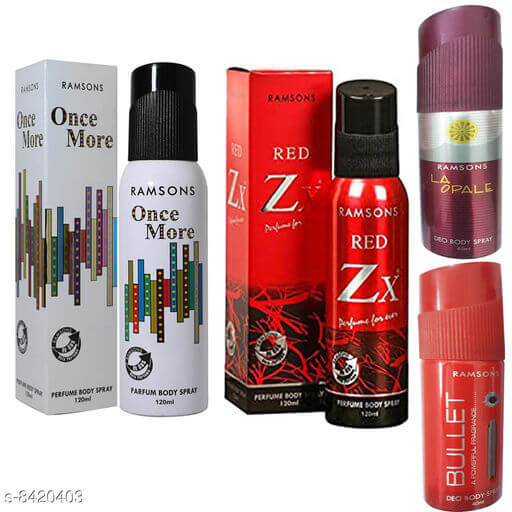 RAMSONS
Once
More
PERFUME BODY SPRAY
120ml
RAMSONS
Once
More
PARFUM BODY SPRAY
120ml
RAMSONS
RED
Zx
Perfume for
PERFUME BODY SPRAY
120ml
RAMSONS
RED
Zx
Perfume for ever
PERFUME BODY SPRAY
120ml
RAMSONS
LA
OPALE
DEO BODY SPRAY
40ml
RAMSONS
BULLET
A POWERFUL FRAGRANCE
DEO BODY SPRAY
40ml
s-8420403